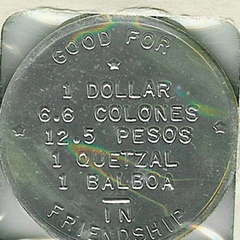 GOOD FOR
1 DOLLAR
6.6 COLONES
12.5 PESOS
1 QUETZAL
1 BALBOA
IN
FRIENDSHIP